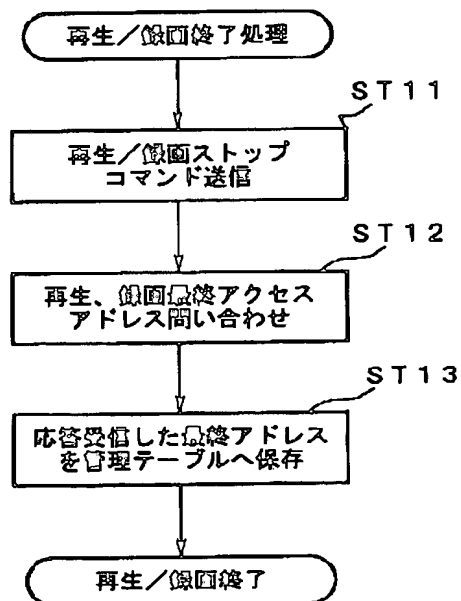 再生／録画終了処理
ST11
再生／録画ストップ
コマンド送信
ST12
再生、録画最終アクセス
アドレス問い合わせ
ST13
応答受信した最終アドレス
を管理テーブルへ保存
再生／録画終了